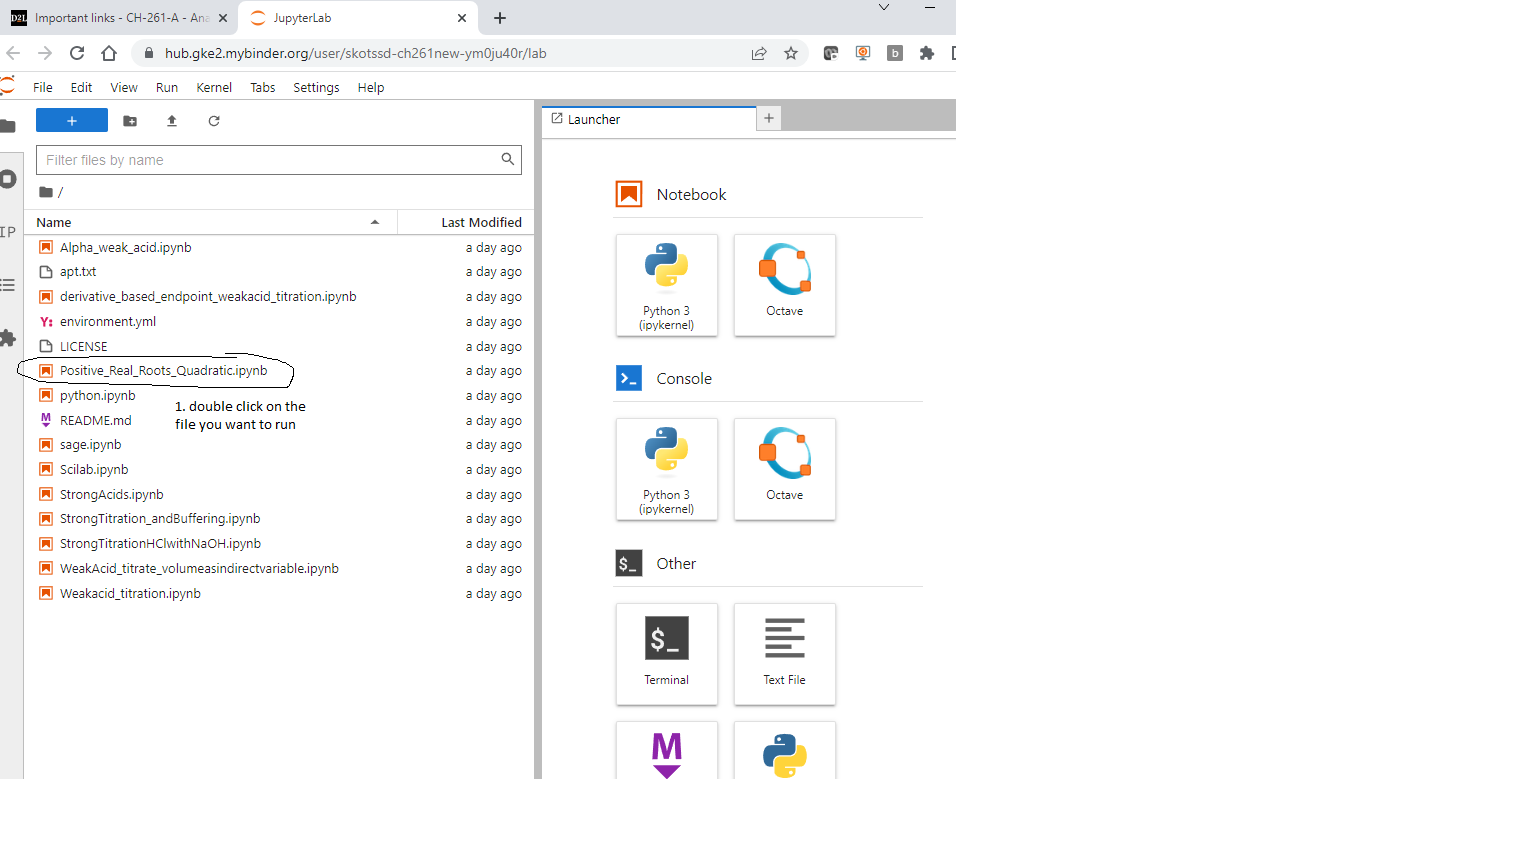 D2L Important links - CH-261-A - Ana
JupyterLab
hub.gke2.mybinder.org/user/skotssd-ch261new-ym0ju40r/lab
b
File Edit View Run Kernel Tabs Settings Help
+
Launcher
+
Filter files by name
/
Name Last Modified
IP
Alpha_weak_acid.ipynb a day ago
apt.txt a day ago
derivative_based_endpoint_weakacid_titration.ipynb a day ago
Y: environment.yml a day ago
LICENSE a day ago
Positive_Real_Roots_Quadratic.ipynb a day ago
python.ipynb a day ago
1. double click on the
file you want to run
M README.md a day ago
sage.ipynb a day ago
Scilab.ipynb a day ago
StrongAcids.ipynb a day ago
StrongTitration_andBuffering.ipynb a day ago
StrongTitrationHClwithNaOH.ipynb a day ago
WeakAcid_titrate_volumeasindirectvariable.ipynb a day ago
Weakacid_titration.ipynb a day ago
Notebook
Python 3
(ipykernel)
Octave
>_ Console
Python 3
(ipykernel)
Octave
$_ Other
$_
Terminal
Text File
M